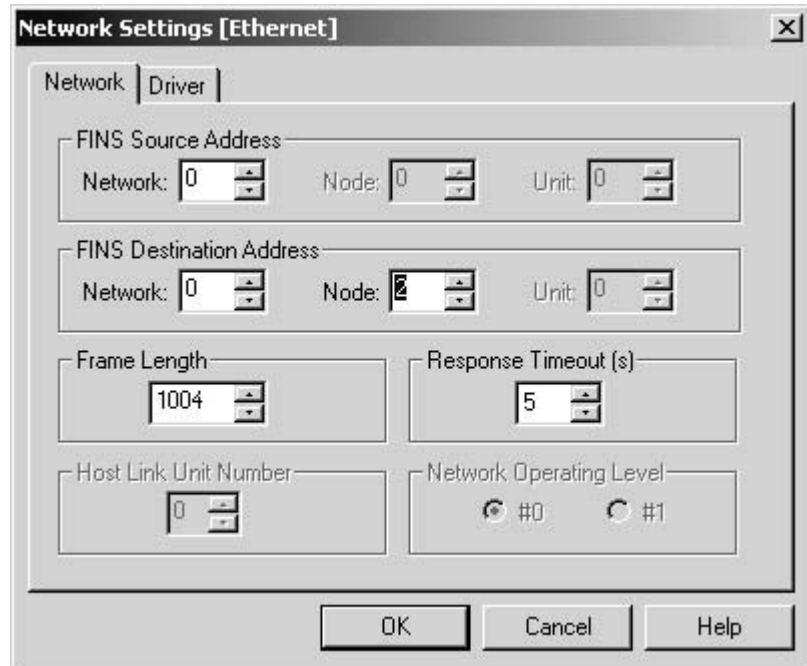 Network Settings [Ethernet]
Network Driver
FINS Source Address
Network: 0 Node: 0 Unit: 0
FINS Destination Address
Network: 0 Node: 2 Unit: 0
Frame Length Response Timeout (s)
1004 5
Host Link Unit Number Network Operating Level
0 #0 #1
OK Cancel Help